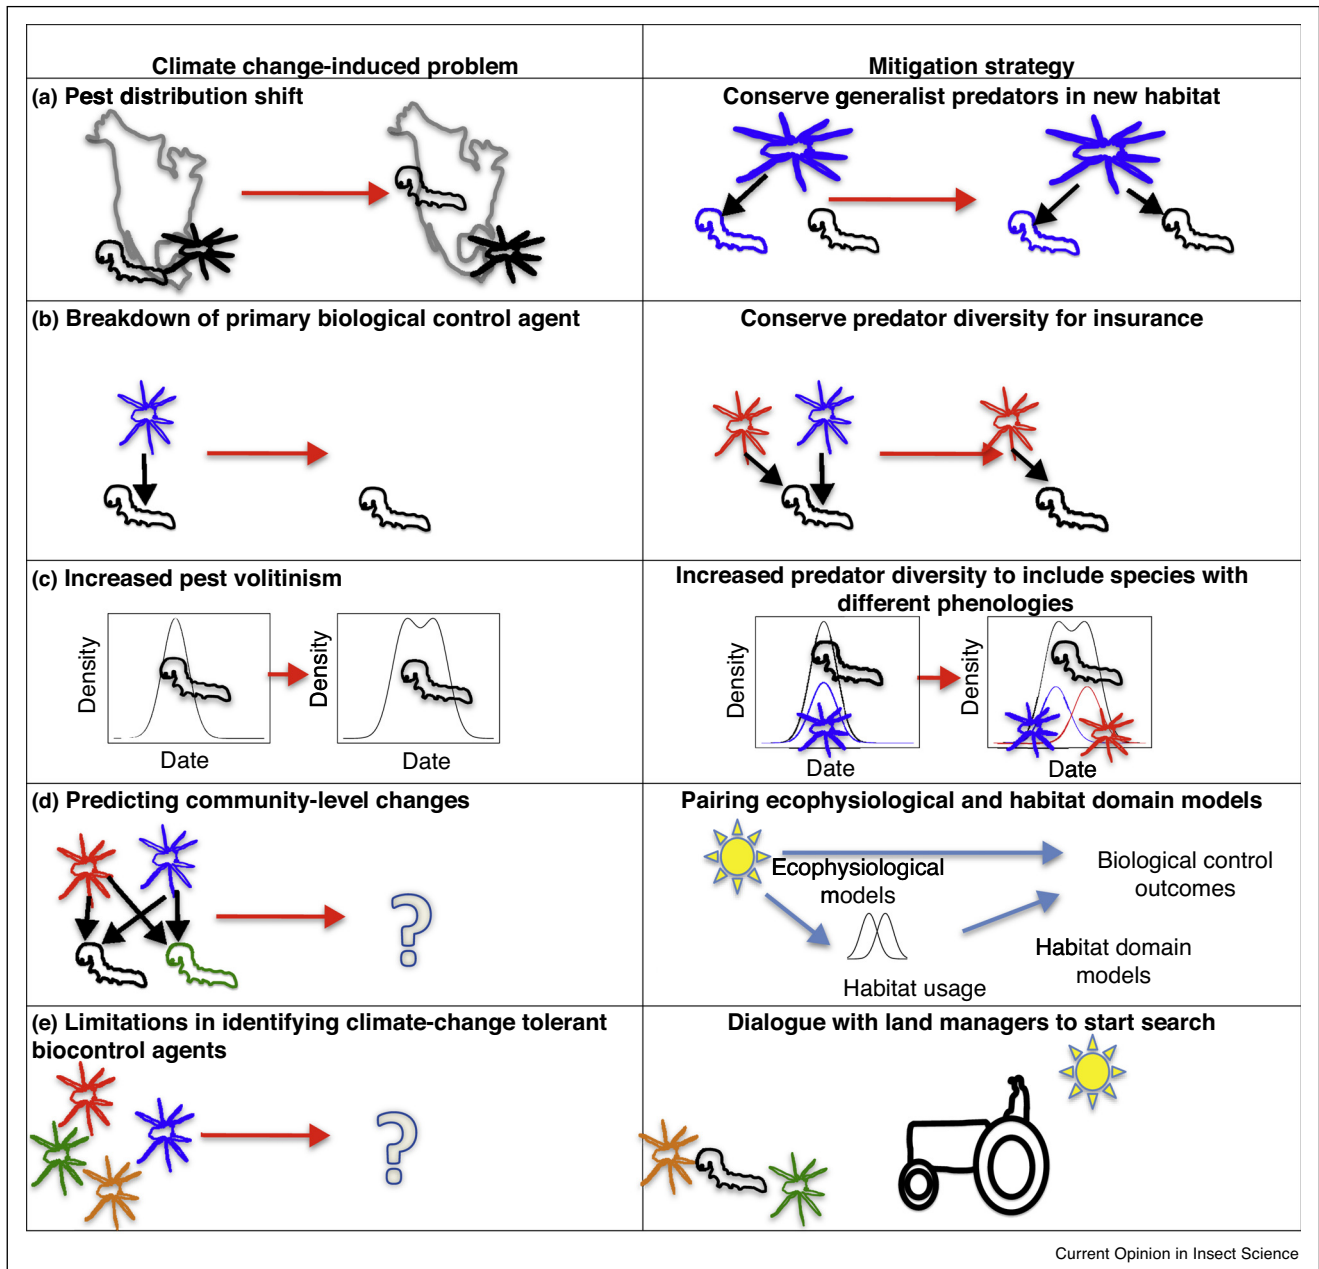 Climate change-induced problem
Mitigation strategy
(a) Pest distribution shift
Conserve generalist predators in new habitat
(b) Breakdown of primary biological control agent
Conserve predator diversity for insurance
(c) Increased pest volitinism
Increased predator diversity to include species with
different phenologies
Density
Date
Density
Date
Density
Date
Density
Date
(d) Predicting community-level changes
?
Pairing ecophysiological and habitat domain models
Ecophysiological
models
Biological control
outcomes
Habitat domain
models
Habitat usage
(e) Limitations in identifying climate-change tolerant
biocontrol agents
?
Dialogue with land managers to start search
Current Opinion in Insect Science